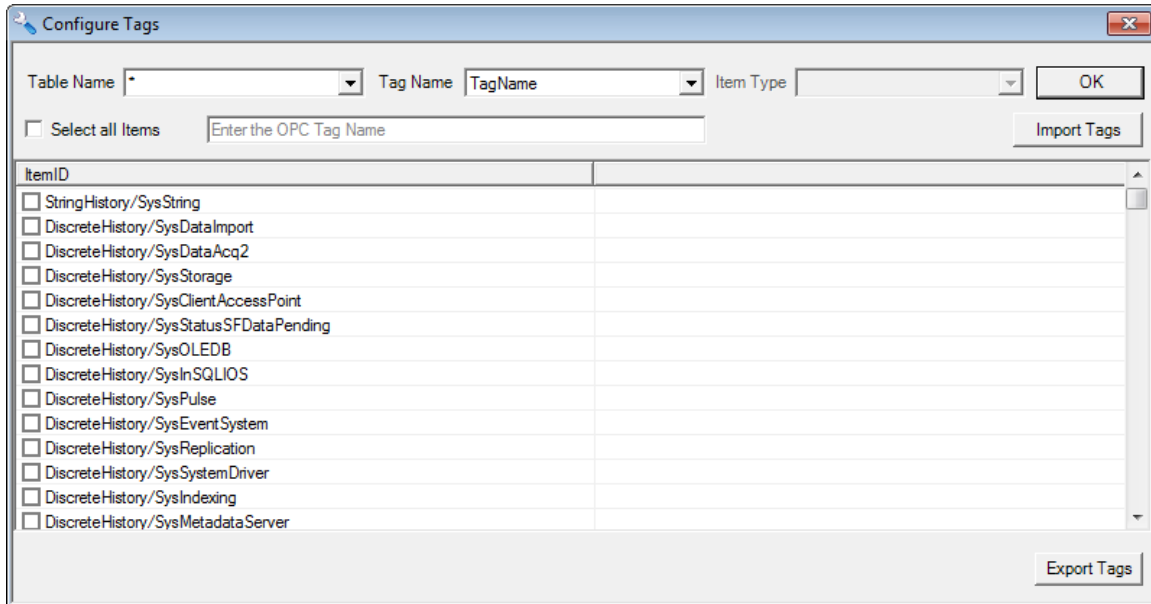 Configure Tags
Table Name * Tag Name TagName Item Type OK
Select all Items Enter the OPC Tag Name Import Tags
ItemID
StringHistory/SysString
DiscreteHistory/SysDataImport
DiscreteHistory/SysDataAcq2
DiscreteHistory/SysStorage
DiscreteHistory/SysClientAccessPoint
DiscreteHistory/SysStatusSFDataPending
DiscreteHistory/SysOLEDB
DiscreteHistory/SysInSQLIOS
DiscreteHistory/SysPulse
DiscreteHistory/SysEventSystem
DiscreteHistory/SysReplication
DiscreteHistory/SysSystemDriver
DiscreteHistory/SysIndexing
DiscreteHistory/SysMetadataServer
Export Tags